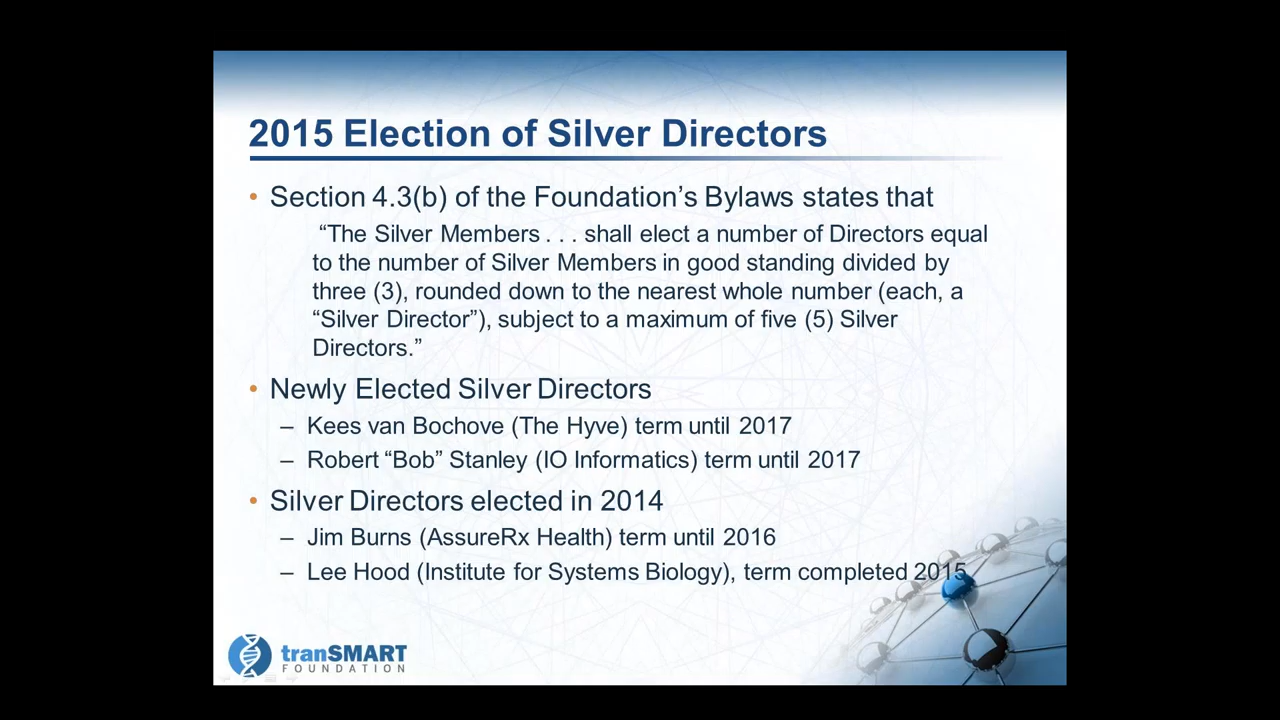 2015 Election of Silver Directors
• Section 4.3(b) of the Foundation’s Bylaws states that
“The Silver Members . . . shall elect a number of Directors equal
to the number of Silver Members in good standing divided by
three (3), rounded down to the nearest whole number (each, a
“Silver Director”), subject to a maximum of five (5) Silver
Directors.”
• Newly Elected Silver Directors
– Kees van Bochove (The Hyve) term until 2017
– Robert “Bob” Stanley (IO Informatics) term until 2017
• Silver Directors elected in 2014
– Jim Burns (AssureRx Health) term until 2016
– Lee Hood (Institute for Systems Biology), term completed 2015
tranSMART
FOUNDATION